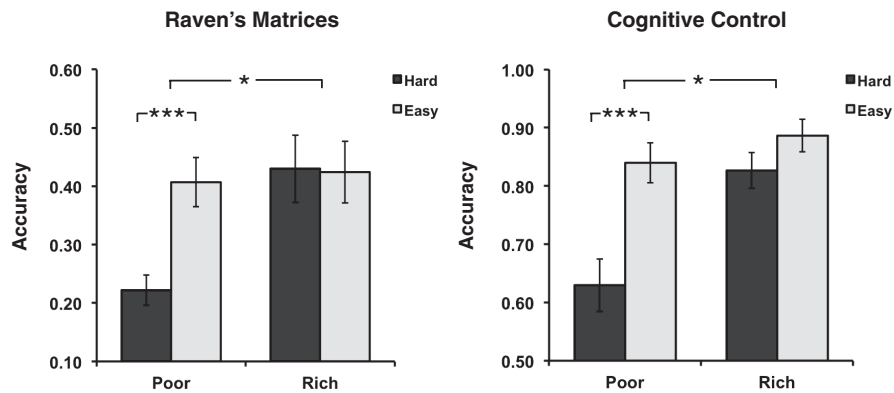 Raven's Matrices
Accuracy
0.60
0.50
0.40
0.30
0.20
0.10
*
***
Hard
Easy
Poor
Rich
Cognitive Control
Accuracy
1.00
0.90
0.80
0.70
0.60
0.50
*
***
Hard
Easy
Poor
Rich